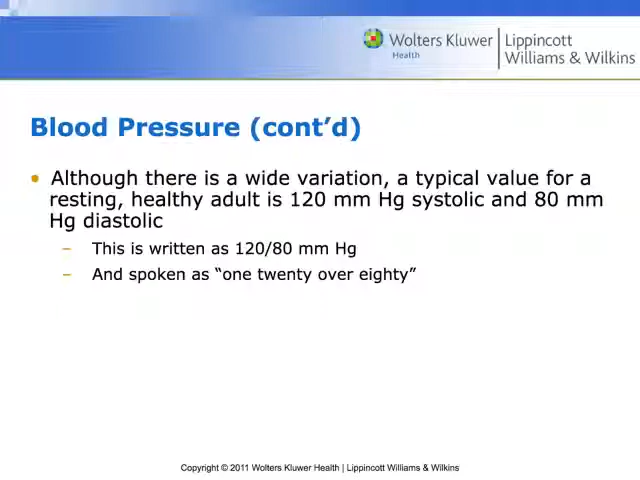 Wolters Kluwer
Health
Lippincott
Williams & Wilkins
Blood Pressure (cont’d)
• Although there is a wide variation, a typical value for a
resting, healthy adult is 120 mm Hg systolic and 80 mm
Hg diastolic
– This is written as 120/80 mm Hg
– And spoken as “one twenty over eighty”
Copyright © 2011 Wolters Kluwer Health | Lippincott Williams & Wilkins